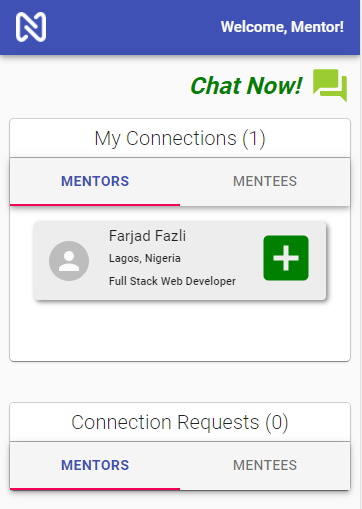 Welcome, Mentor!
Chat Now!
My Connections (1)
MENTORS MENTEES
Farjad Fazli
Lagos, Nigeria
Full Stack Web Developer
Connection Requests (0)
MENTORS MENTEES